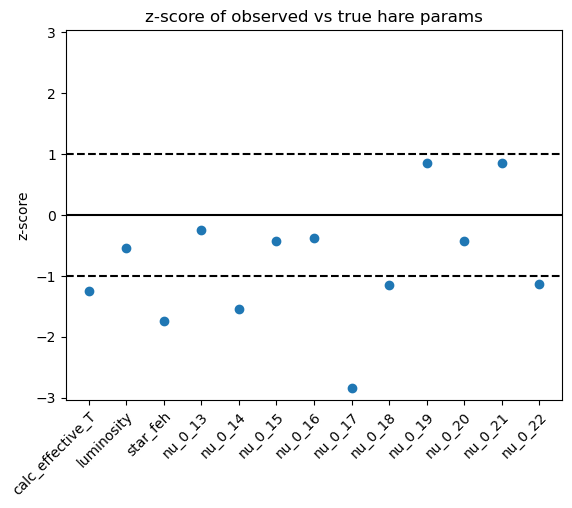 z-score of observed vs true hare params
z-score
3
2
1
0
−1
−2
−3
calc_effective_T
luminosity
star_feh
nu_0_13
nu_0_14
nu_0_15
nu_0_16
nu_0_17
nu_0_18
nu_0_19
nu_0_20
nu_0_21
nu_0_22